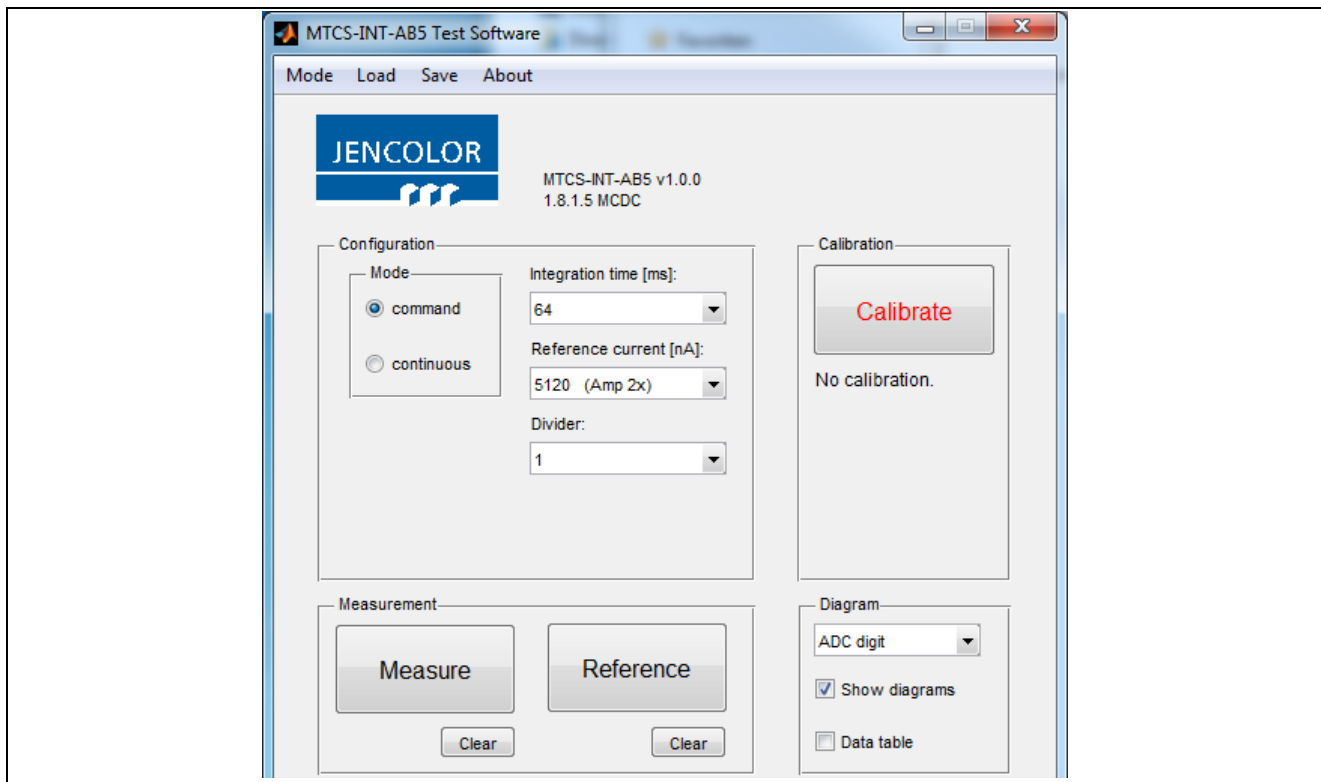 MTCS-INT-AB5 Test Software
Mode Load Save About
JENCOLOR
MTCS-INT-AB5 v1.0.0
1.8.1.5 MCDC
Configuration
Mode
command
continuous
Integration time [ms]:
64
Reference current [nA]:
5120 (Amp 2x)
Divider:
1
Calibration
Calibrate
No calibration.
Measurement
Measure
Reference
Clear
Clear
Diagram
ADC digit
Show diagrams
Data table